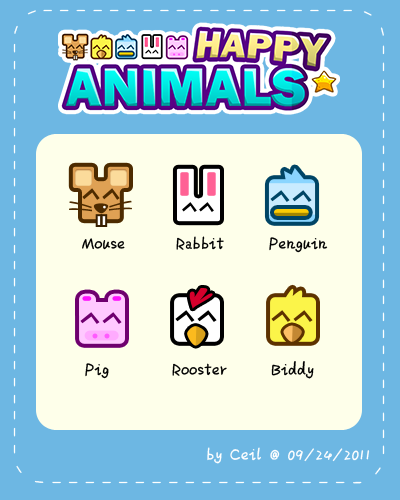 HAPPY
ANIMALS
Mouse Rabbit Penguin
Pig Rooster Biddy
by Ceil @ 09/24/2011